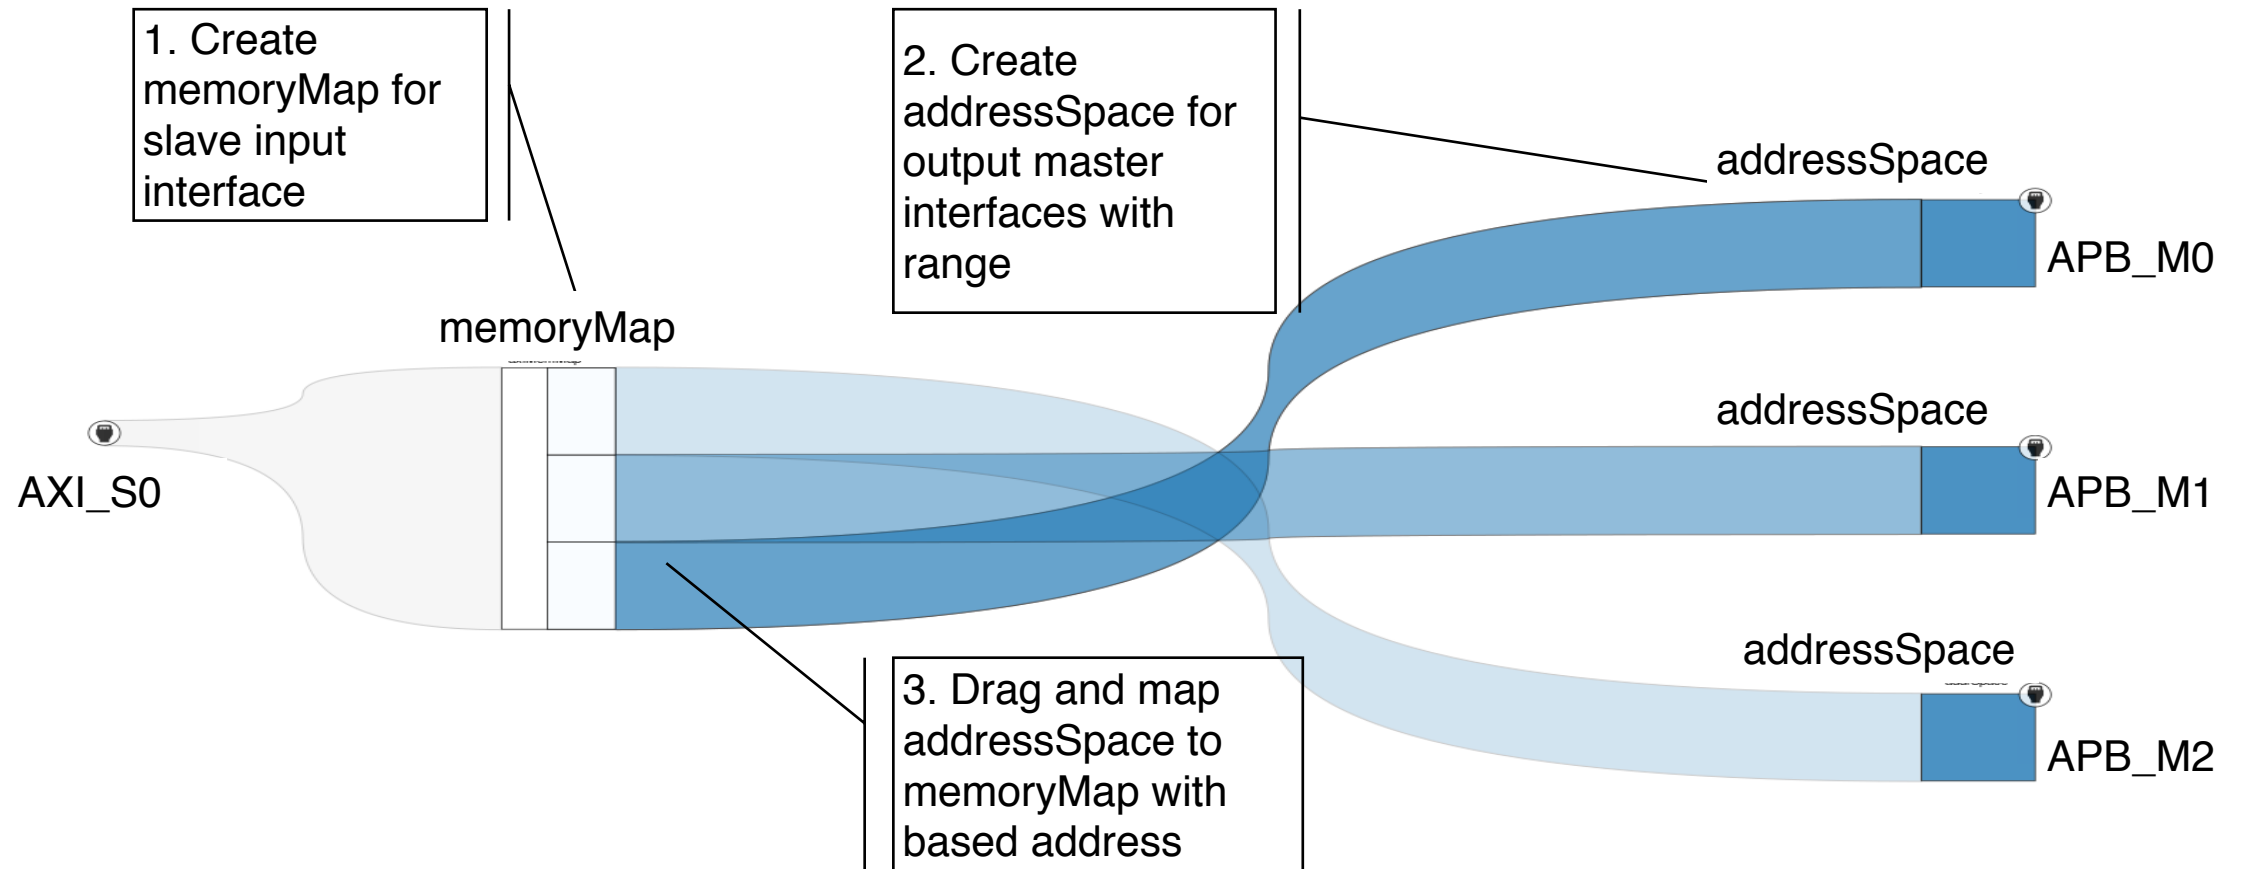 1. Create
memoryMap for
slave input
interface
2. Create
addressSpace for
output master
interfaces with
range
addressSpace
APB_M0
memoryMap
addressSpace
AXI_S0
APB_M1
addressSpace
3. Drag and map
addressSpace to
memoryMap with
based address
APB_M2